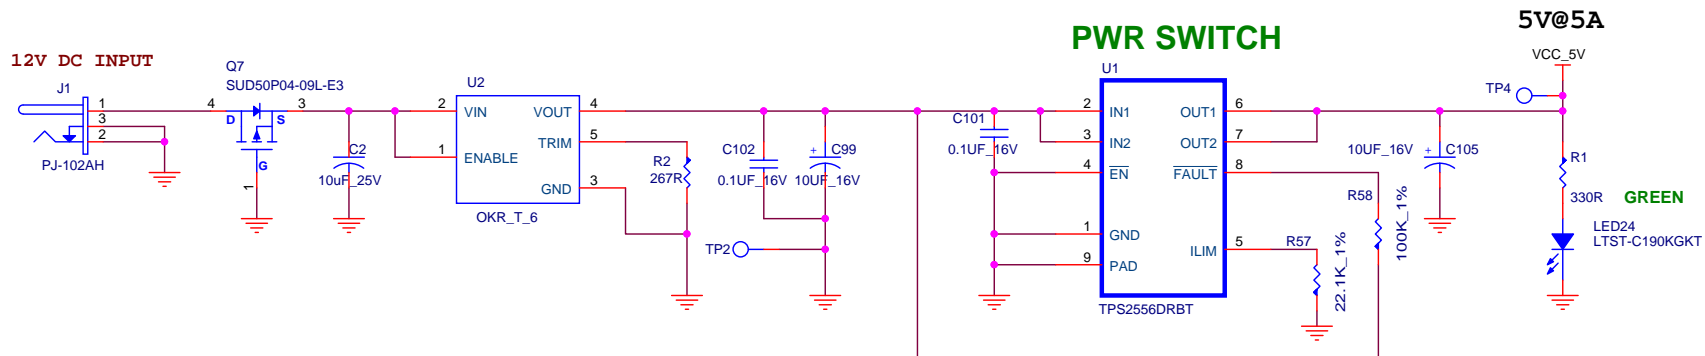 5V@5A
PWR SWITCH
12V DC INPUT
J1
1
3
2
PJ-102AH
Q7
SUD50P04-09L-E3
4
3
D
S
G
1
C2
10uF_25V
U2
2
VIN
VOUT
4
TRIM
5
1
ENABLE
GND
3
OKR_T_6
R2
267R
C102
0.1UF_16V
+
C99
10UF_16V
TP2
C101
0.1UF_16V
U1
2
IN1
OUT1
6
3
IN2
OUT2
7
4
EN
FAULT
8
1
GND
ILIM
5
9
PAD
TPS2556DRBT
R57
22.1K_1%
R58
100K_1%
10UF_16V
+
C105
VCC_5V
TP4
R1
330R
GREEN
LED24
LTST-C190KGKT